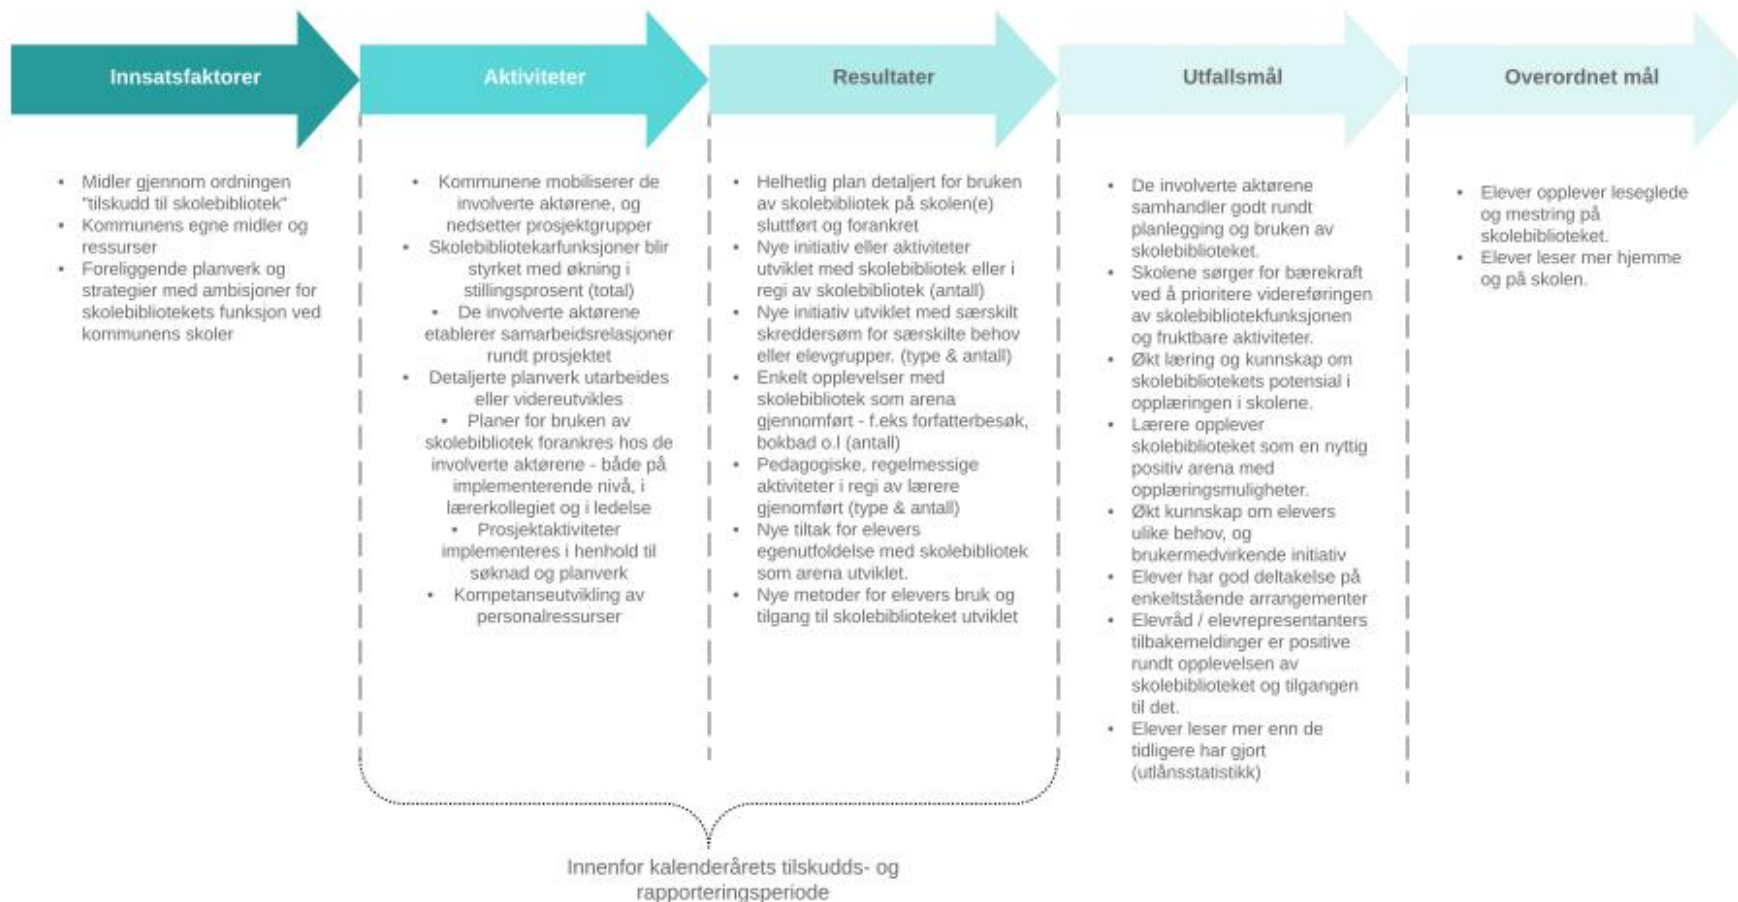 Innsatsfaktorer
Aktiviteter
Resultater
Utfallsmål
Overordnet mål
• Midler gjennom ordningen
"tilskudd til skolebibliotek"
• Kommunens egne midler og
ressurser
• Foreliggende planverk og
strategier med ambisjoner for
skolebibliotekets funksjon ved
kommunens skoler
• Kommunene mobiliserer de
involverte aktørene, og
nedsetter prosjektgrupper
• Skolebibliotekarfunksjoner blir
styrket med økning i
stillingsprosent (total)
• De involverte aktørene
etablerer samarbeidsrelasjoner
rundt prosjektet
• Detaljerte planverk utarbeides
eller videreutvikles
• Planer for bruken av
skolebibliotek forankres hos de
involverte aktørene - både på
implementerende nivå, i
lærerkollegiet og i ledelse
• Prosjektaktiviteter
implementeres i henhold til
søknad og planverk
• Kompetanseutvikling av
personalressurser
• Helhetlig plan detaljert for bruken
av skolebibliotek på skolen(e)
sluttført og forankret
• Nye initiativ eller aktiviteter
utviklet med skolebibliotek eller i
regi av skolebibliotek (antall)
• Nye initiativ utviklet med særskilt
skreddersøm for særskilte behov
eller elevgrupper. (type & antall)
• Enkelt opplevelser med
skolebibliotek som arena
gjennomført - f.eks forfatterbesøk,
bokbad o.l (antall)
• Pedagogiske, regelmessige
aktiviteter i regi av lærere
gjenomført (type & antall)
• Nye tiltak for elevers
egenutfoldelse med skolebibliotek
som arena utviklet.
• Nye metoder for elevers bruk og
tilgang til skolebiblioteket utviklet
• De involverte aktørene
samhandler godt rundt
planlegging og bruken av
skolebiblioteket.
• Skolene sørger for bærekraft
ved å prioritere videreføringen
av skolebibliotekfunksjonen
og fruktbare aktiviteter.
• Økt læring og kunnskap om
skolebibliotekets potensial i
opplæringen i skolene.
• Lærere opplever
skolebiblioteket som en nyttig
positiv arena med
opplæringsmuligheter.
• Økt kunnskap om elevers
ulike behov, og
brukermedvirkende initiativ
• Elever har god deltakelse på
enkeltstående arrangementer
• Elevråd / elevrepresentanters
tilbakemeldinger er positive
rundt opplevelsen av
skolebiblioteket og tilgangen
til det.
• Elever leser mer enn de
tidligere har gjort
(utlånsstatistikk)
• Elever opplever leseglede
og mestring på
skolebiblioteket.
• Elever leser mer hjemme
og på skolen.
Innenfor kalenderårets tilskudds- og
rapporteringsperiode